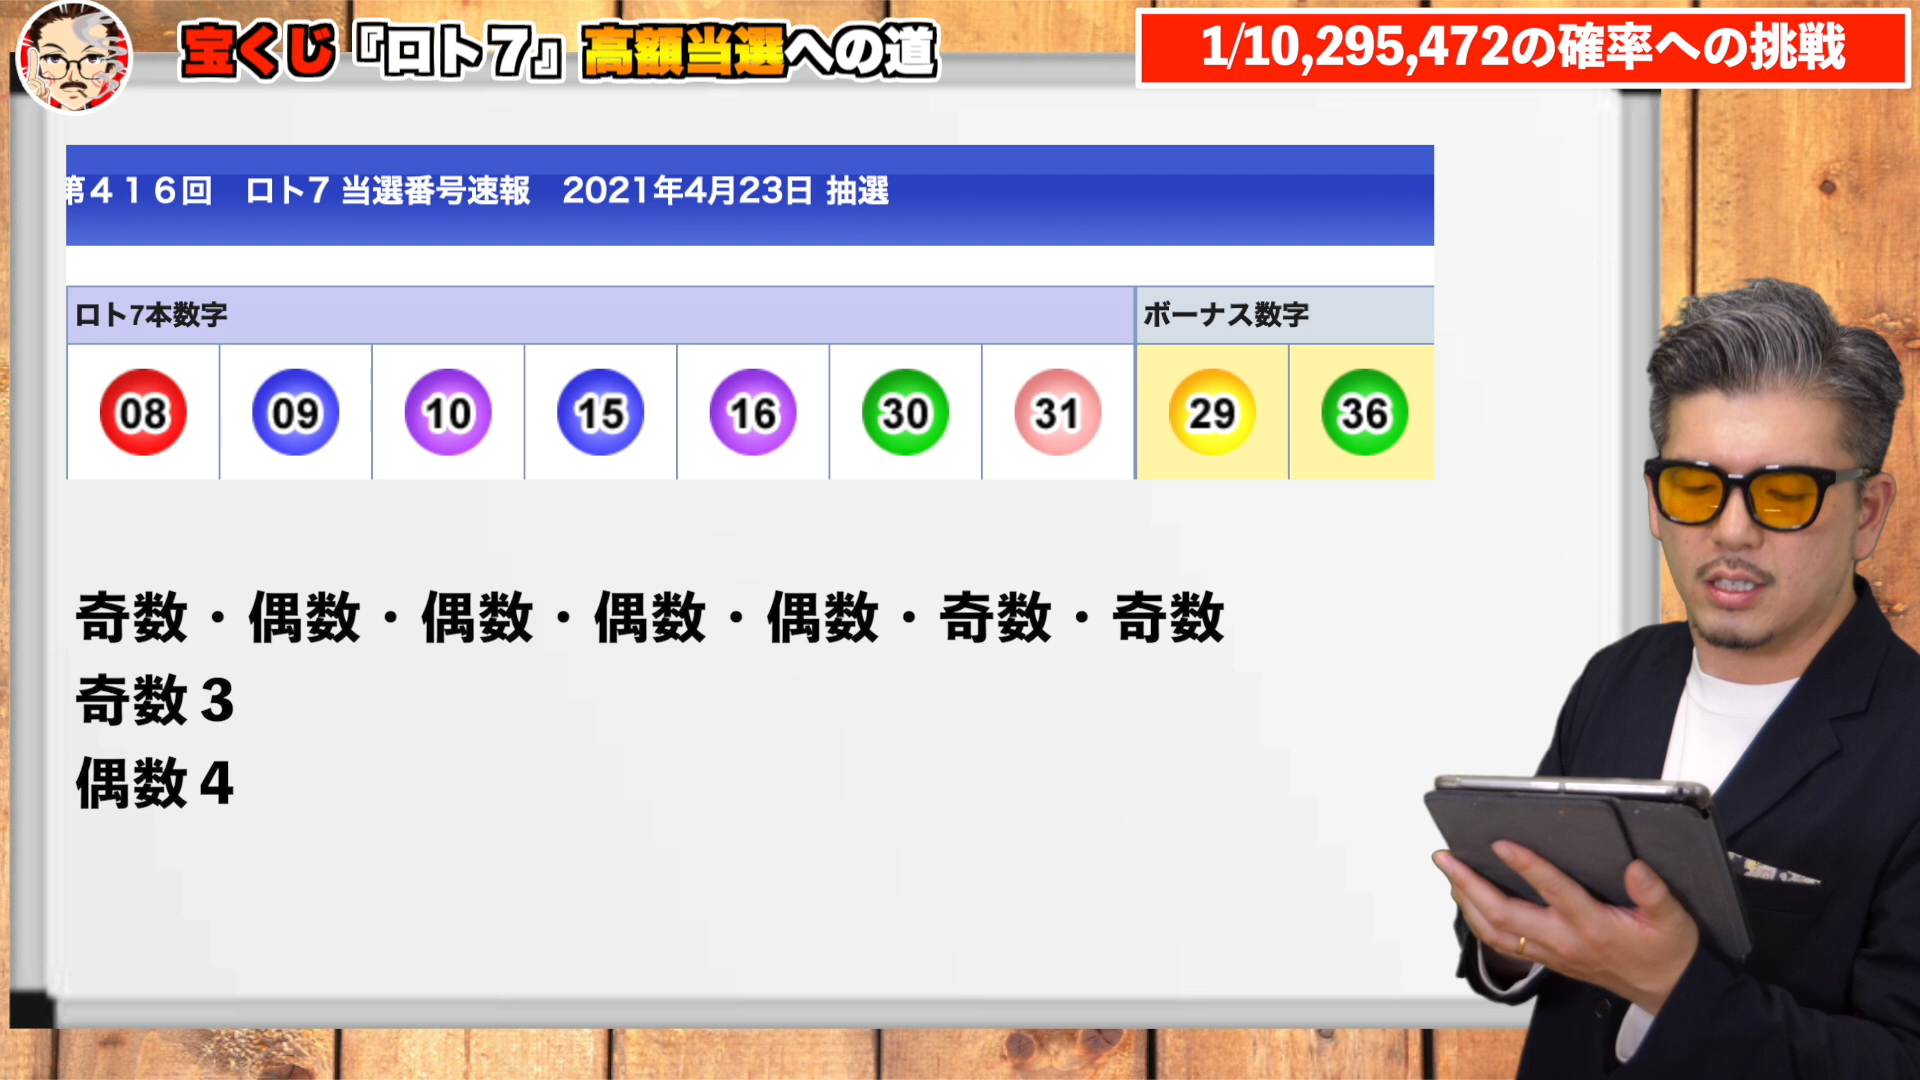 宝くじ『ロト7』高額当選への道
1/10,295,472の確率への挑戦
第416回 ロト7 当選番号速報 2021年4月23日 抽選
ロト7本数字 ボーナス数字
08 09 10 15 16 30 31 29 36
奇数・偶数・偶数・偶数・偶数・奇数・奇数
奇数3
偶数4